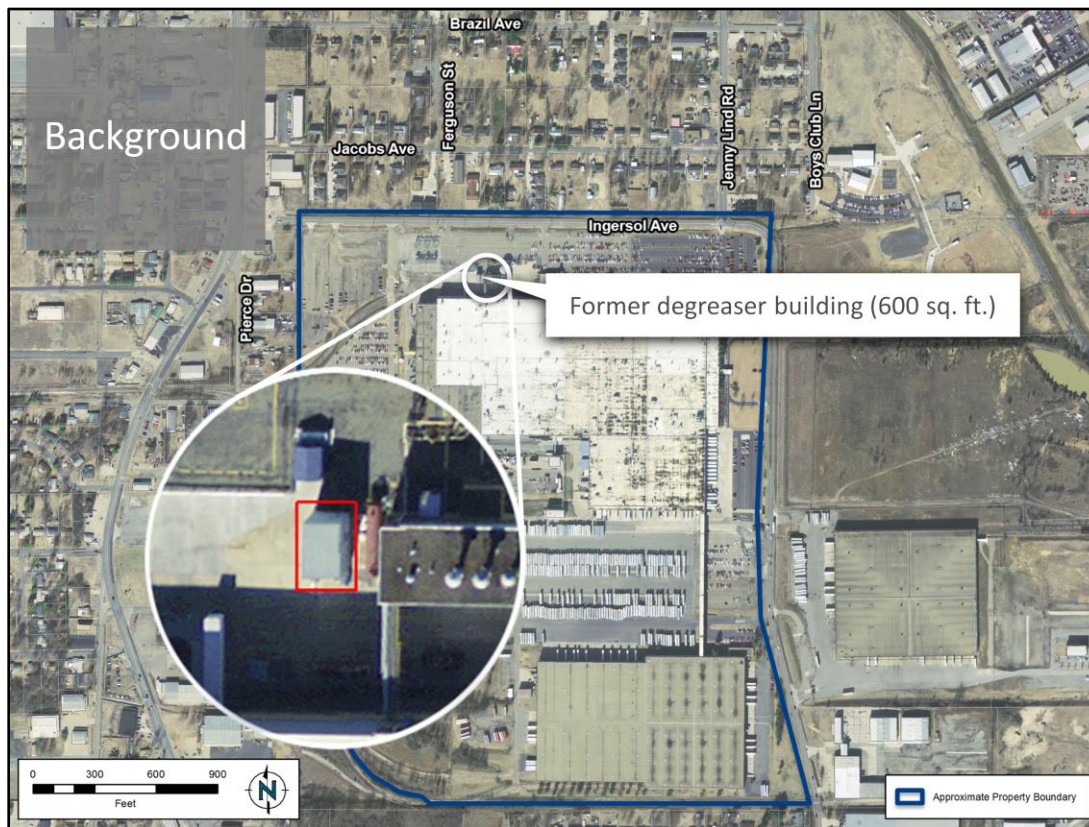 Background
Brazil Ave
Ferguson St
Jacobs Ave
Jenny Lind Rd
Boys Club Ln
Ingersol Ave
Pierce Dr
Former degreaser building (600 sq. ft.)
0 300 600 900
Feet
N
Approximate Property Boundary